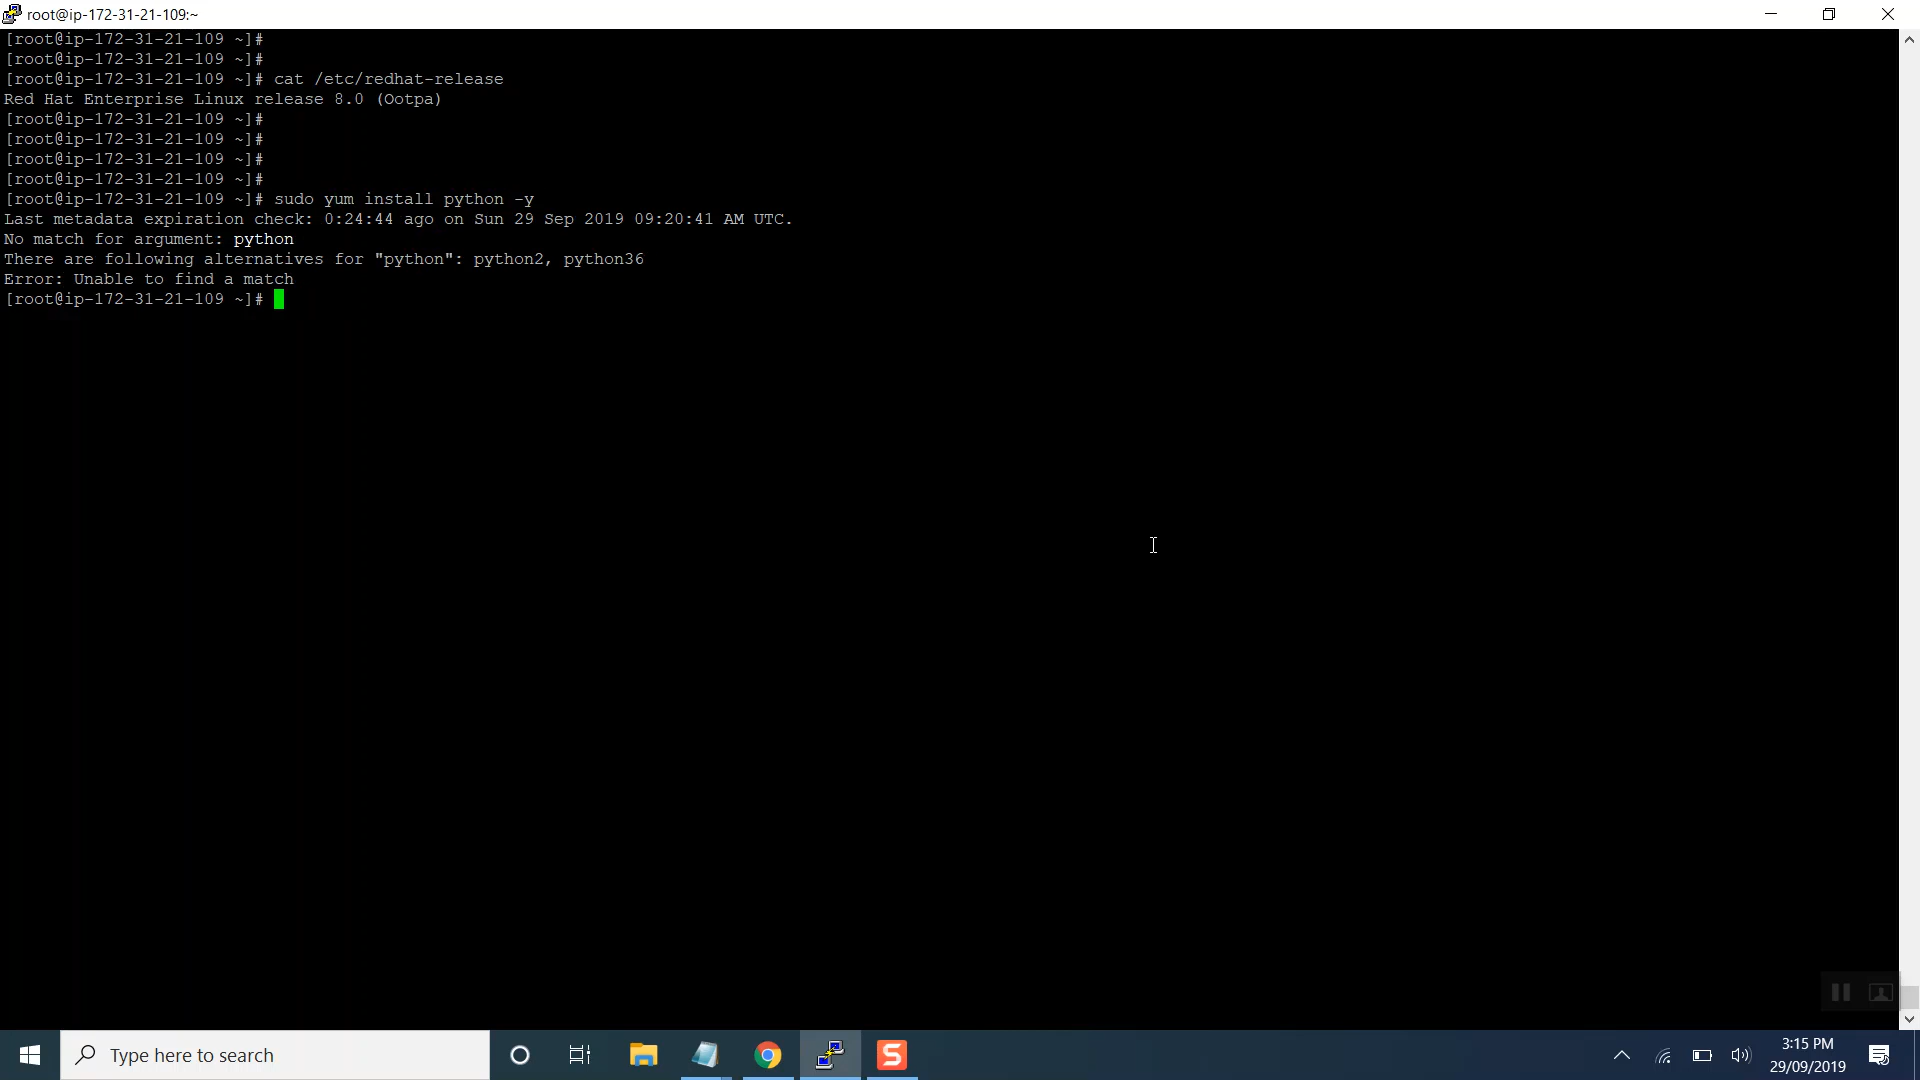 root@ip-172-31-21-109:~
[root@ip-172-31-21-109 ~]#
[root@ip-172-31-21-109 ~]#
[root@ip-172-31-21-109 ~]# cat /etc/redhat-release
Red Hat Enterprise Linux release 8.0 (Ootpa)
[root@ip-172-31-21-109 ~]#
[root@ip-172-31-21-109 ~]#
[root@ip-172-31-21-109 ~]#
[root@ip-172-31-21-109 ~]#
[root@ip-172-31-21-109 ~]# sudo yum install python -y
Last metadata expiration check: 0:24:44 ago on Sun 29 Sep 2019 09:20:41 AM UTC.
No match for argument: python
There are following alternatives for "python": python2, python36
Error: Unable to find a match
[root@ip-172-31-21-109 ~]#
Type here to search
S
3:15 PM
29/09/2019